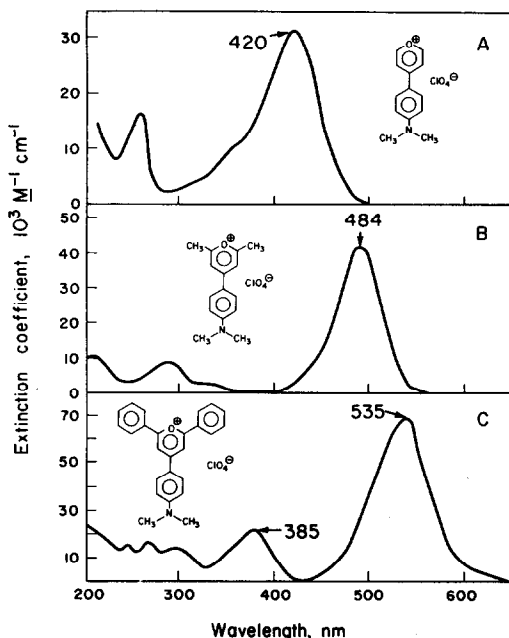 Extinction coefficient, 10³ M⁻¹ cm⁻¹
30
20
10
0
420
A
O⊕
ClO₄⊖
N
CH₃ CH₃
50
40
30
20
10
0
484
B
CH₃ O⊕ CH₃
ClO₄⊖
N
CH₃ CH₃
70
50
30
10
535
C
O⊕
ClO₄⊖
N
CH₃ CH₃
385
200 300 400 500 600
Wavelength, nm